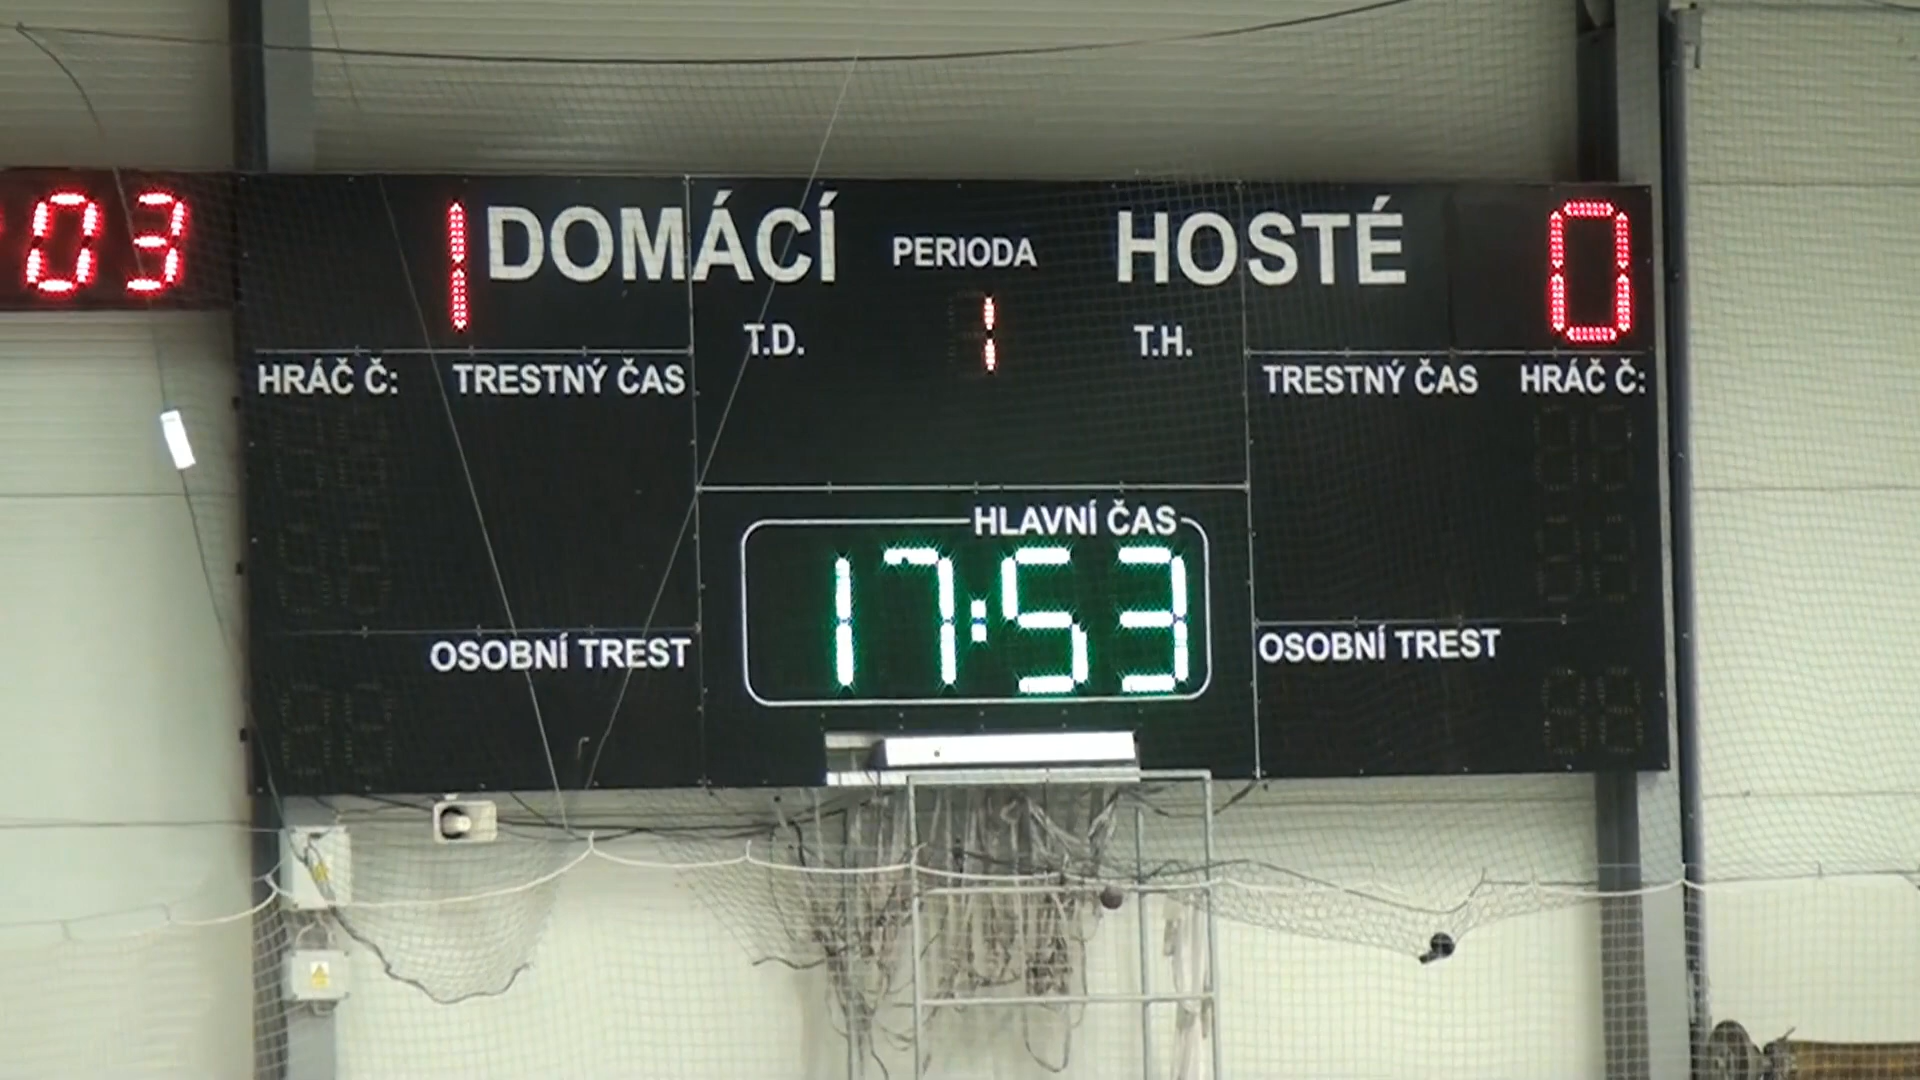 03
1 DOMÁCÍ PERIODA HOSTÉ 0
T.D. 1 T.H.
HRÁČ Č: TRESTNÝ ČAS TRESTNÝ ČAS HRÁČ Č:
HLAVNÍ ČAS
17:53
OSOBNÍ TREST OSOBNÍ TREST